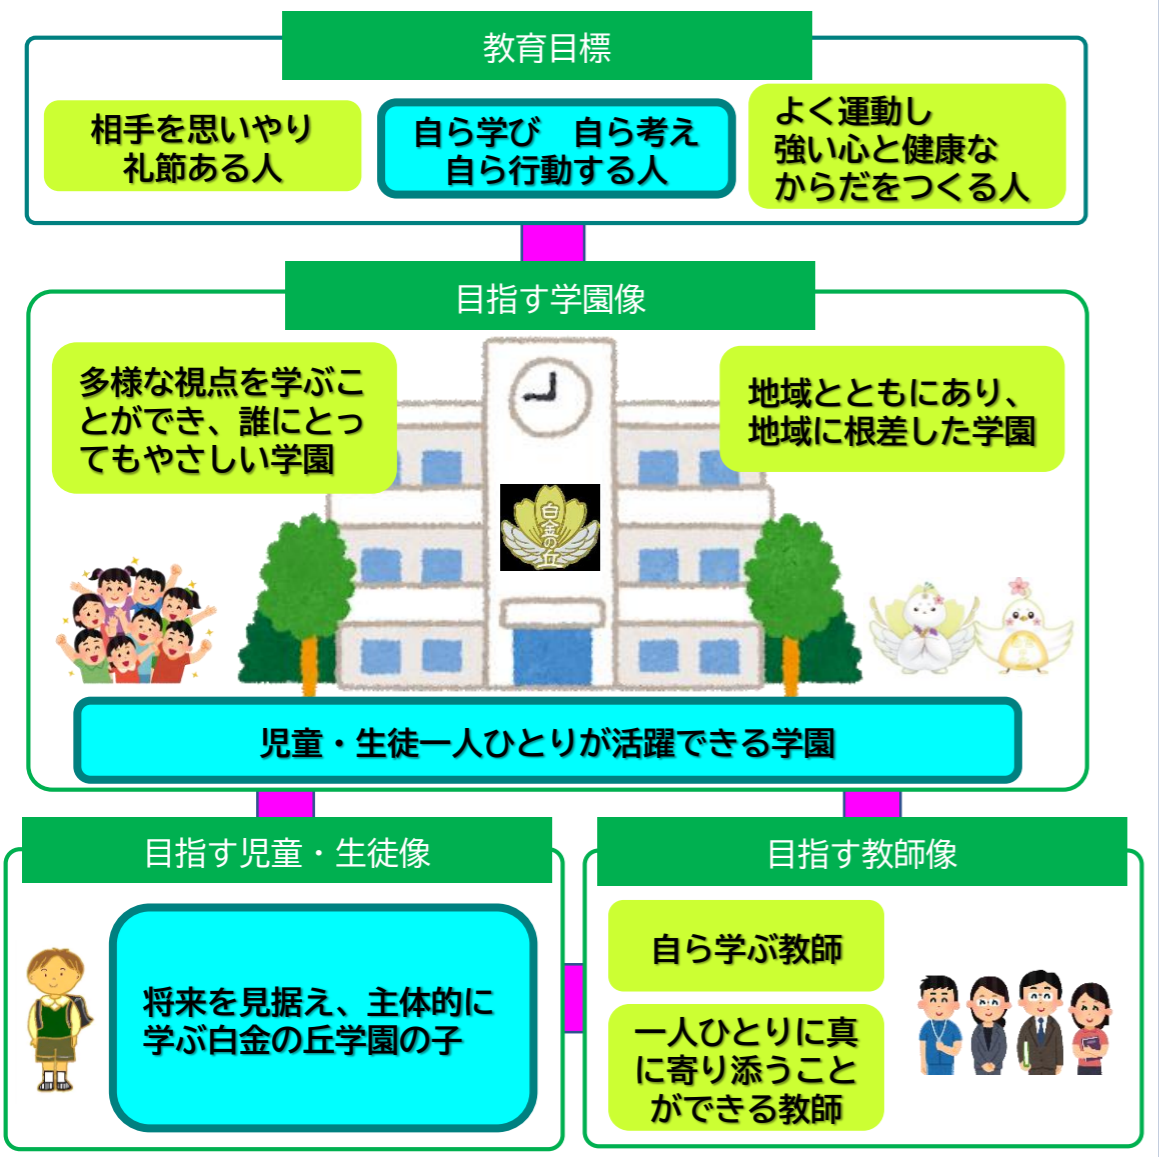 教育目標
相手を思いやり
礼節ある人
自ら学び　自ら考え
自ら行動する人
よく運動し
強い心と健康な
からだをつくる人
目指す学園像
多様な視点を学ぶこ
とができ、誰にとっ
てもやさしい学園
地域とともにあり、
地域に根差した学園
白金の丘
児童・生徒一人ひとりが活躍できる学園
目指す児童・生徒像
将来を見据え、主体的に
学ぶ白金の丘学園の子
目指す教師像
自ら学ぶ教師
一人ひとりに真
に寄り添うこと
ができる教師